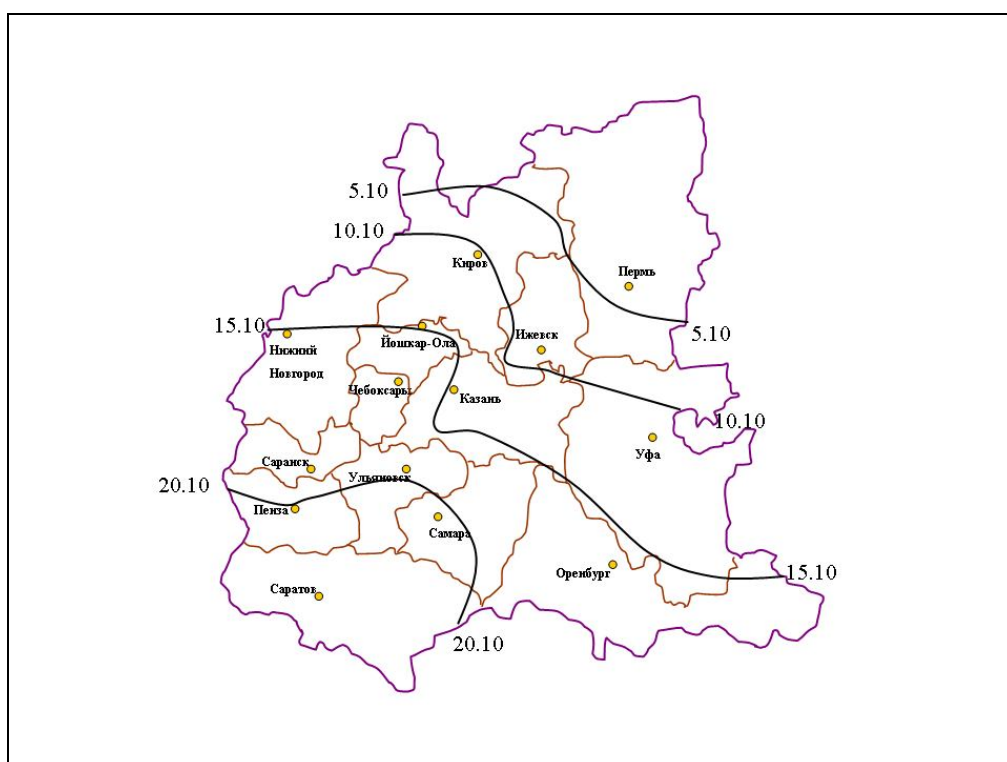 5.10
10.10
Киров
Пермь
15.10
5.10
Нижний
Новгород
Йошкар-Ола
Ижевск
Чебоксары
Казань
10.10
Уфа
Саранск
Ульяновск
20.10
Пенза
Самара
Оренбург
15.10
Саратов
20.10